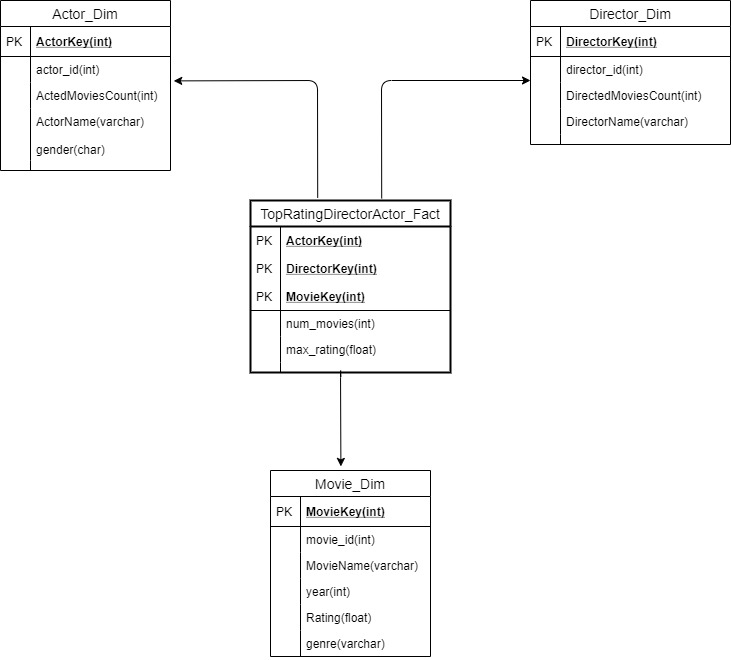 Actor_Dim
PK ActorKey(int)
actor_id(int)
ActedMoviesCount(int)
ActorName(varchar)
gender(char)
Director_Dim
PK DirectorKey(int)
director_id(int)
DirectedMoviesCount(int)
DirectorName(varchar)
TopRatingDirectorActor_Fact
PK ActorKey(int)
PK DirectorKey(int)
PK MovieKey(int)
num_movies(int)
max_rating(float)
Movie_Dim
PK MovieKey(int)
movie_id(int)
MovieName(varchar)
year(int)
Rating(float)
genre(varchar)